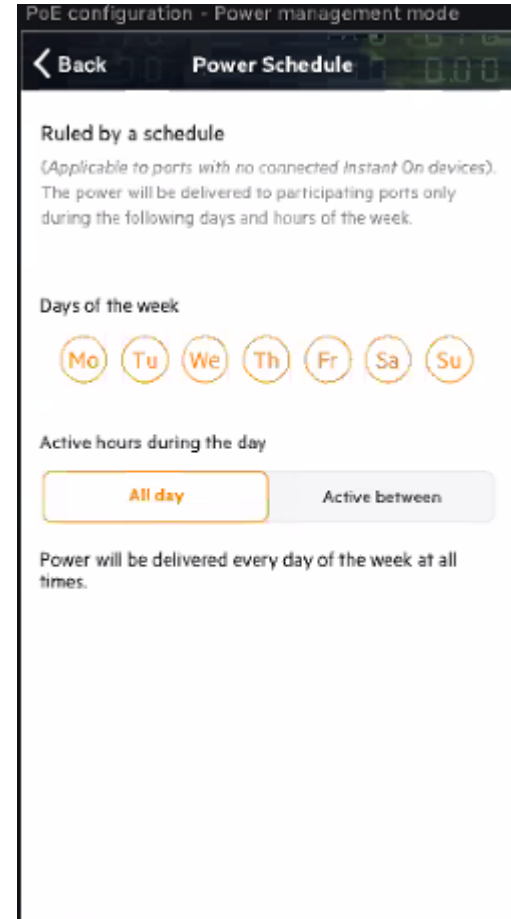 PoE configuration - Power management mode
Back
Power Schedule
Ruled by a schedule
(Applicable to ports with no connected Instant On devices).
The power will be delivered to participating ports only
during the following days and hours of the week.
Days of the week
Mo Tu We Th Fr Sa Su
Active hours during the day
All day
Active between
Power will be delivered every day of the week at all
times.